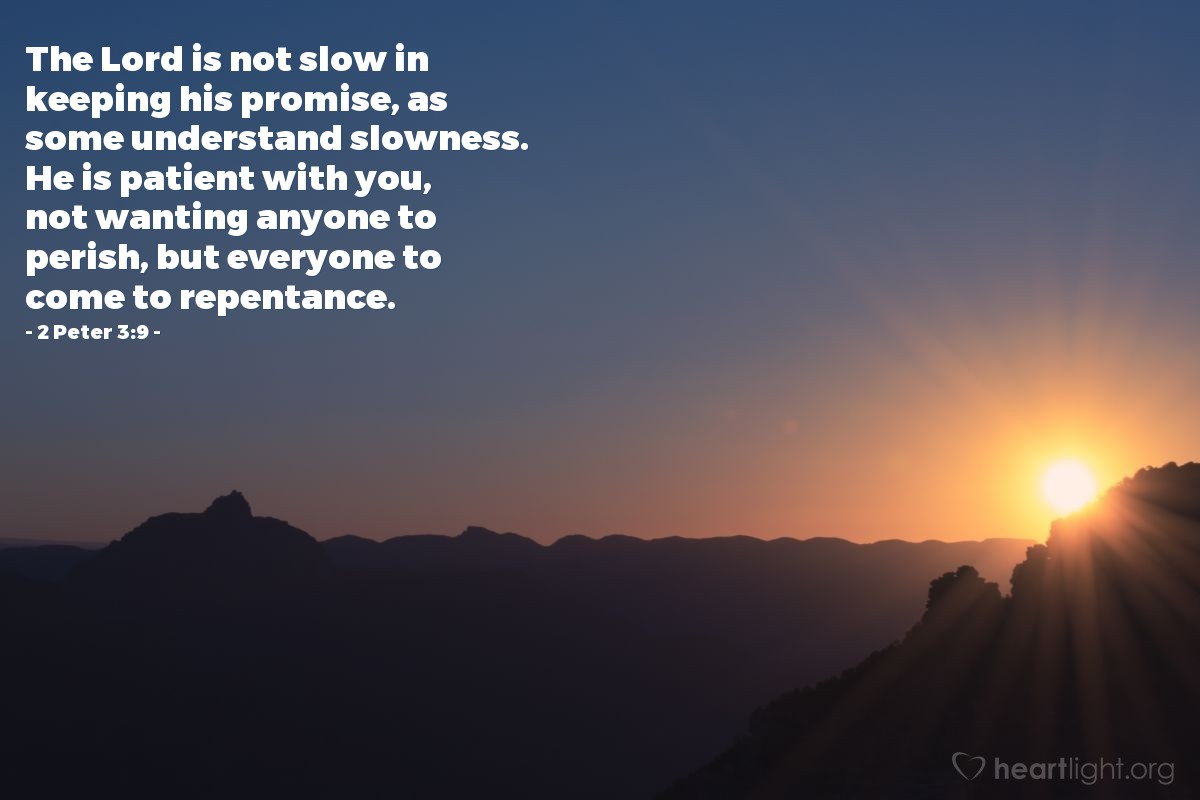 The Lord is not slow in
keeping his promise, as
some understand slowness.
He is patient with you,
not wanting anyone to
perish, but everyone to
come to repentance.
- 2 Peter 3:9 -
heartlight.org